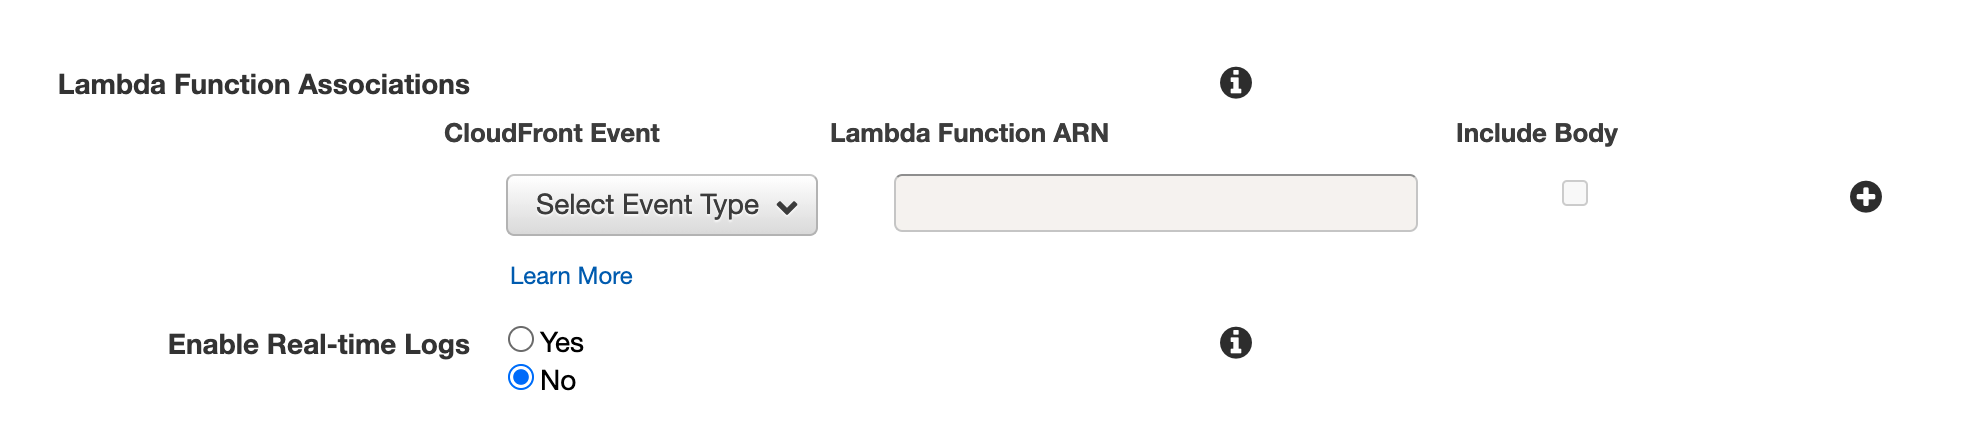 Lambda Function Associations
CloudFront Event Lambda Function ARN Include Body
Select Event Type
Learn More
Enable Real-time Logs Yes
No